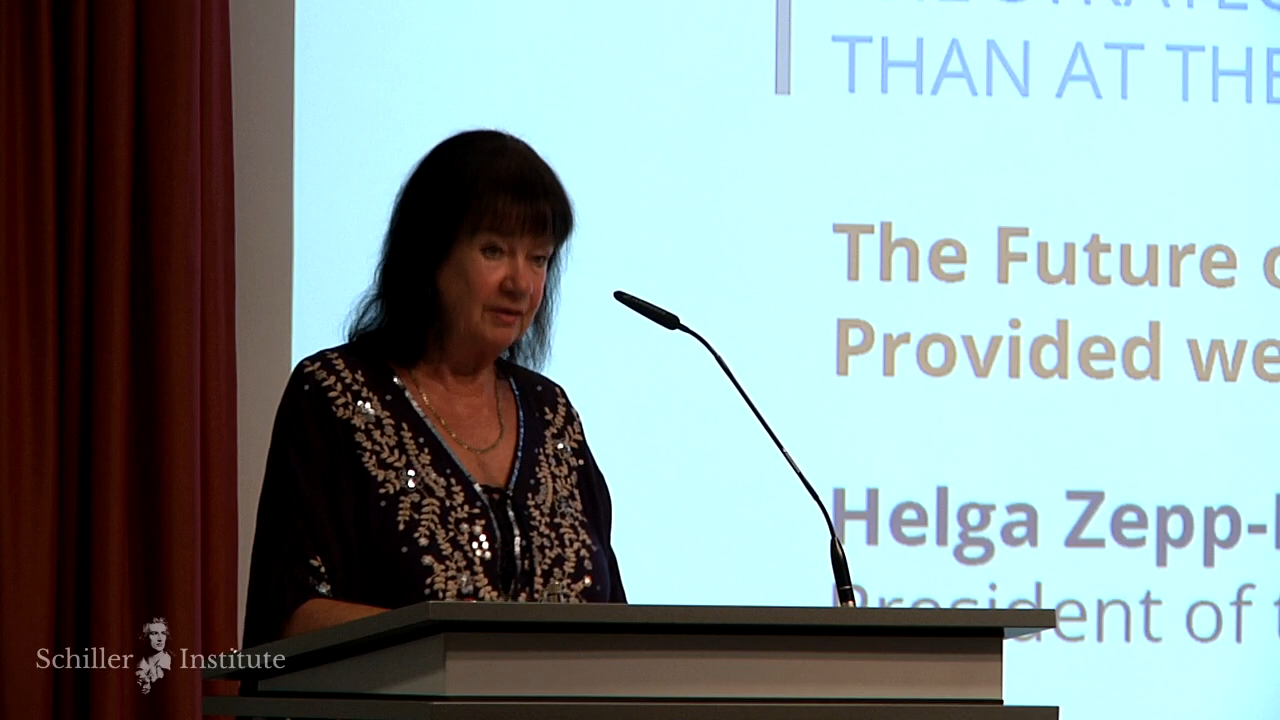 THAN AT THE
The Future
Provided we
Helga Zepp-
President of
Schiller Institute